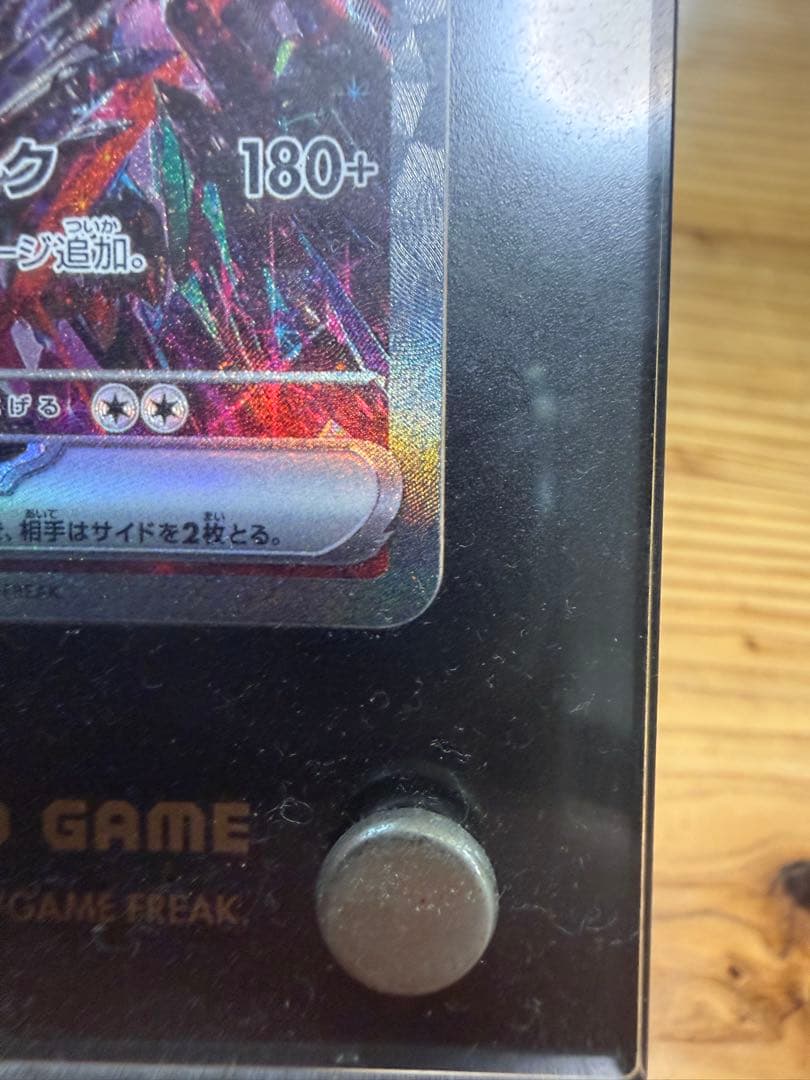 ク 180+
ージ追加。
ついか
げる
、相手はサイドを2枚とる。
あいて まい
FREAK
GAME
/GAME FREAK